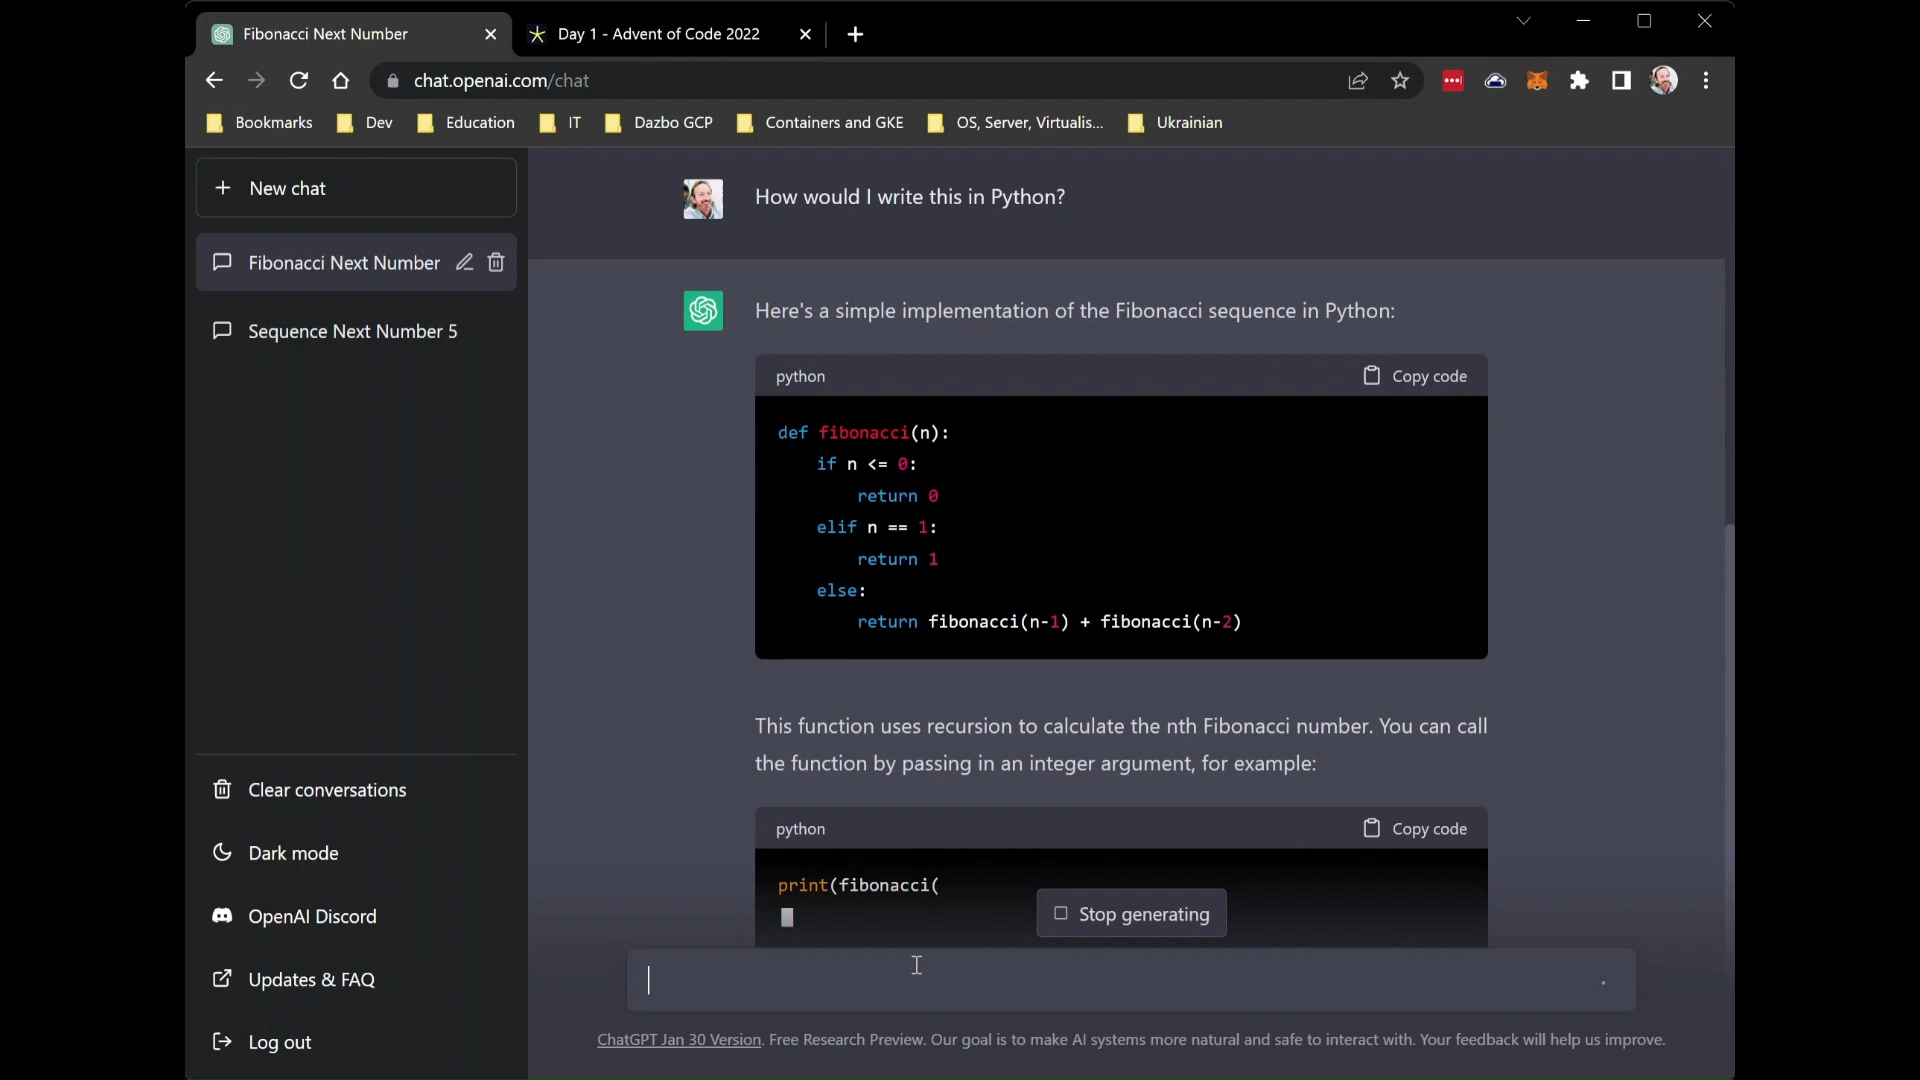 Fibonacci Next Number
Day 1 - Advent of Code 2022
chat.openai.com/chat
Bookmarks
Dev
Education
IT
Dazbo GCP
Containers and GKE
OS, Server, Virtualis...
Ukrainian
New chat
Fibonacci Next Number
Sequence Next Number 5
Clear conversations
Dark mode
OpenAI Discord
Updates & FAQ
Log out
How would I write this in Python?
Here's a simple implementation of the Fibonacci sequence in Python:
python
Copy code
def fibonacci(n):
    if n <= 0:
        return 0
    elif n == 1:
        return 1
    else:
        return fibonacci(n-1) + fibonacci(n-2)
This function uses recursion to calculate the nth Fibonacci number. You can call
the function by passing in an integer argument, for example:
python
Copy code
print(fibonacci(
Stop generating
ChatGPT Jan 30 Version. Free Research Preview. Our goal is to make AI systems more natural and safe to interact with. Your feedback will help us improve.